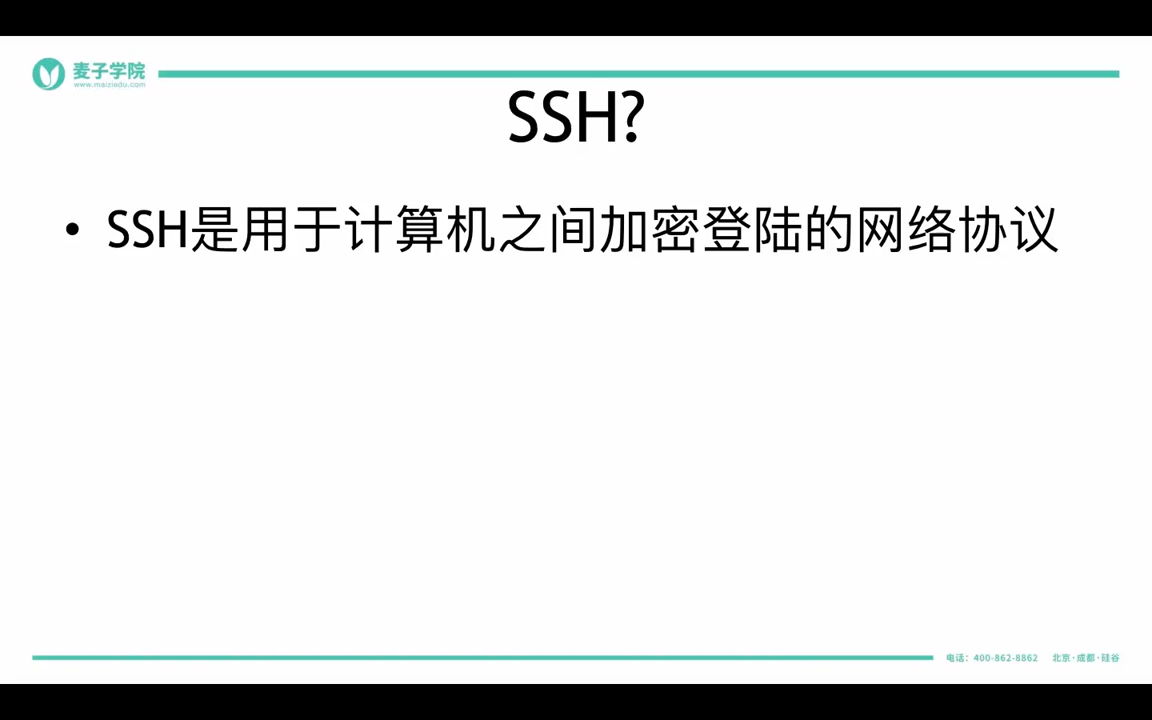 麦子学院
www.maiziedu.com
SSH?
• SSH是用于计算机之间加密登陆的网络协议
电话：400-862-8862 北京·成都·硅谷